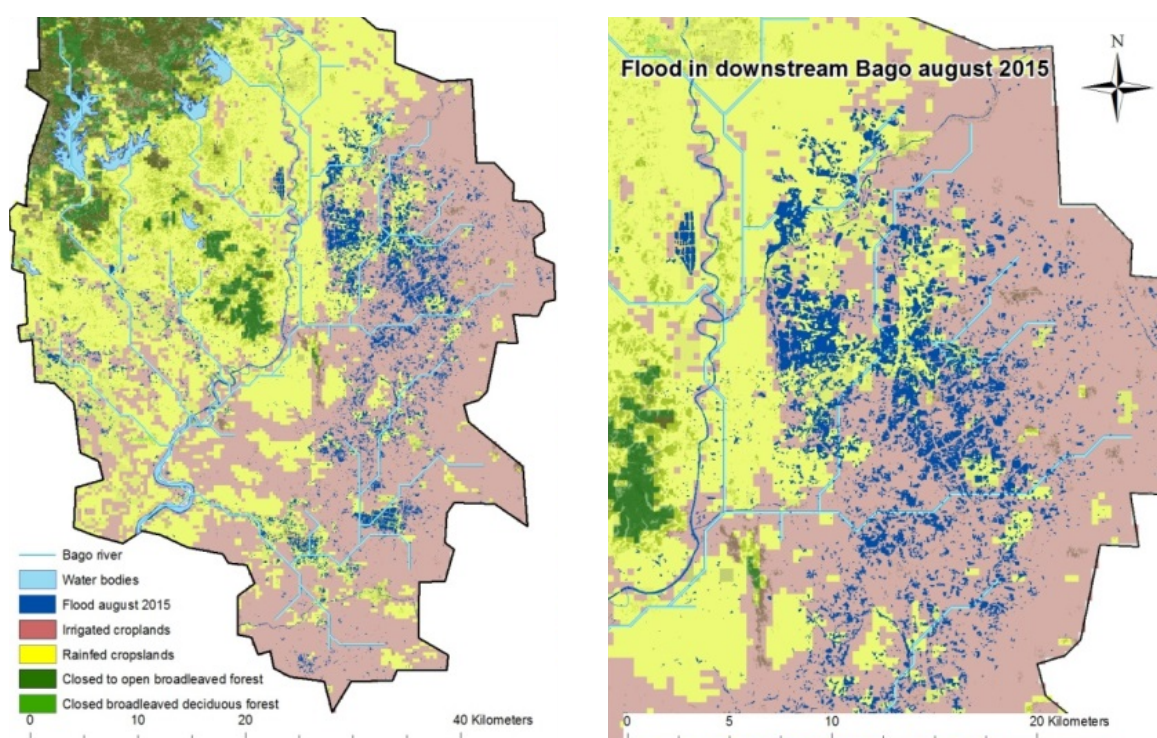 Bago river
Water bodies
Flood august 2015
Irrigated croplands
Rainfed cropslands
Closed to open broadleaved forest
Closed broadleaved deciduous forest
0 10 20 40 Kilometers
Flood in downstream Bago august 2015
N
0 5 10 20 Kilometers